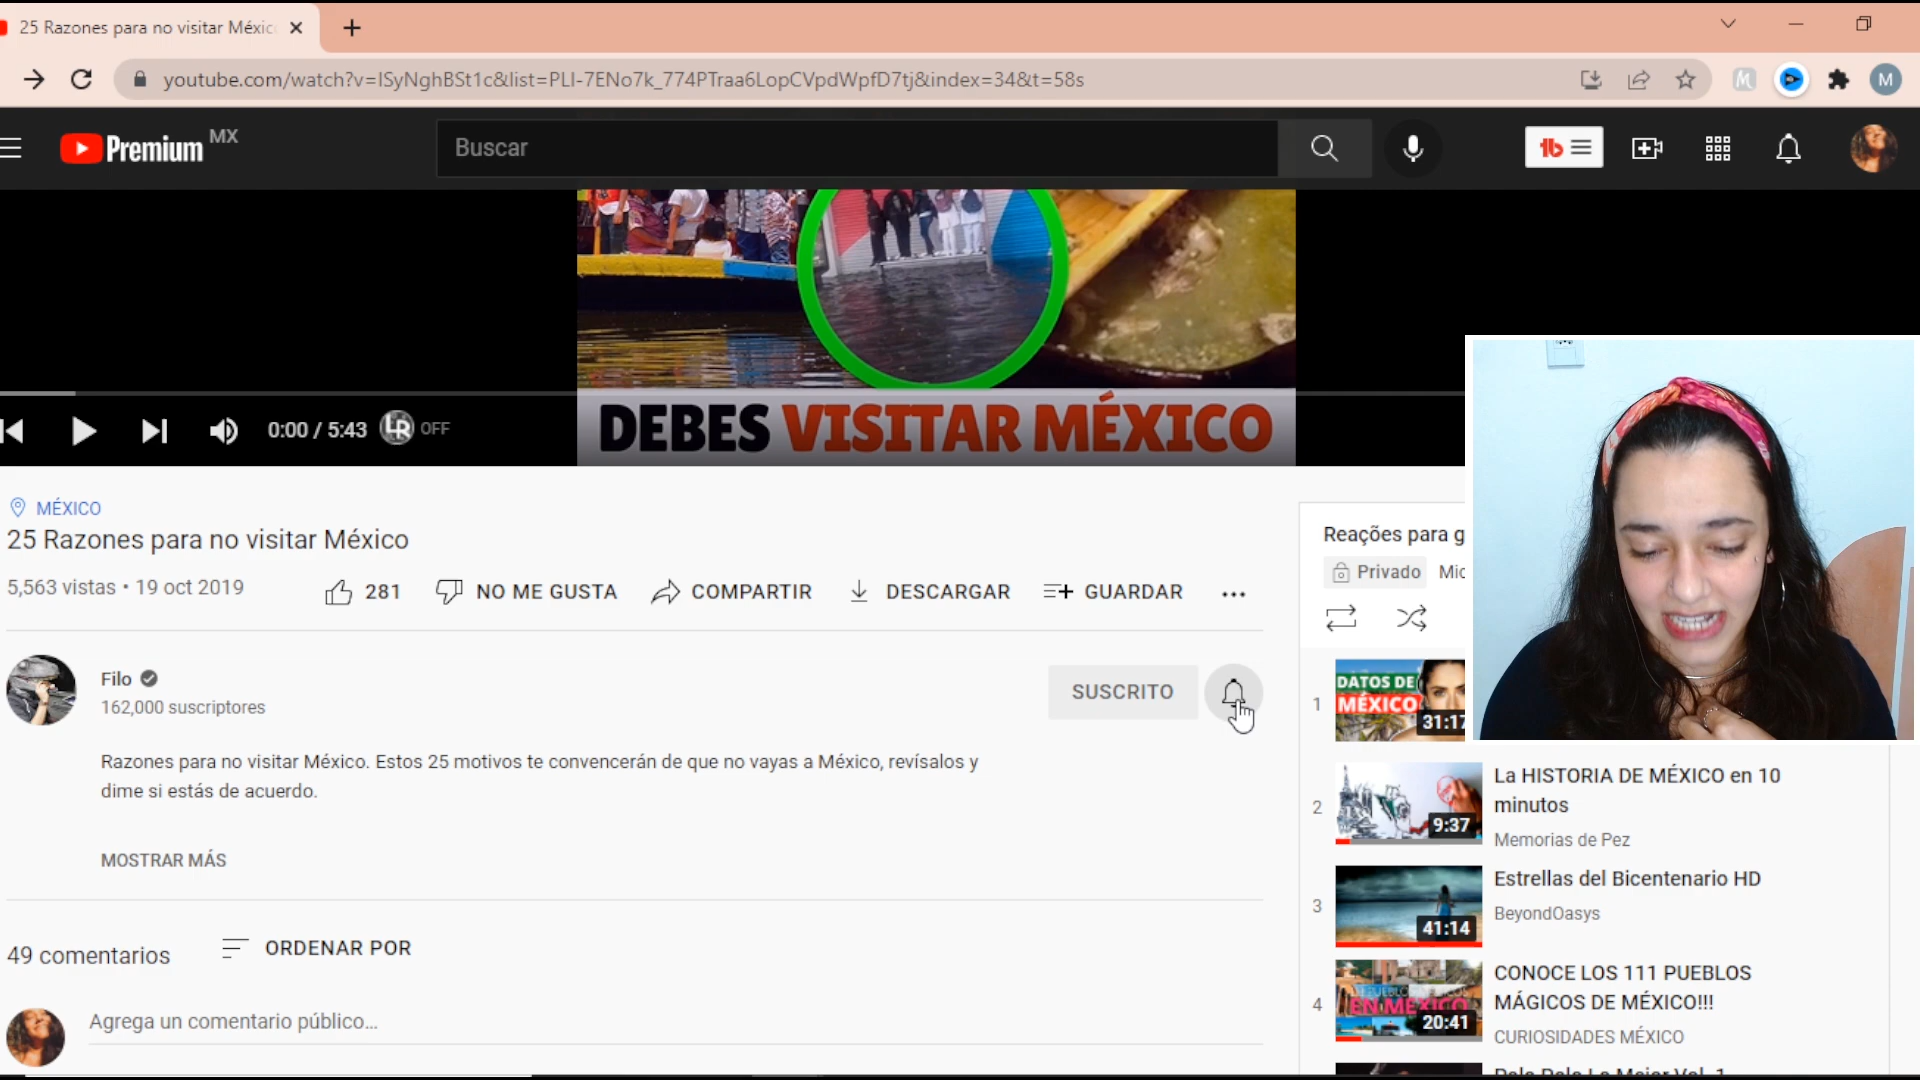 25 Razones para no visitar Méxic
youtube.com/watch?v=ISyNghBSt1c&list=PLI-7ENo7k_774PTraa6LopCVpdWpfD7tj&index=34&t=58s
M
Premium MX
Buscar
DEBES VISITAR MÉXICO
0:00 / 5:43
LR OFF
MÉXICO
25 Razones para no visitar México
5,563 vistas • 19 oct 2019
281
NO ME GUSTA
COMPARTIR
DESCARGAR
GUARDAR
Filo
162,000 suscriptores
SUSCRITO
Razones para no visitar México. Estos 25 motivos te convencerán de que no vayas a México, revísalos y
dime si estás de acuerdo.
MOSTRAR MÁS
49 comentarios
ORDENAR POR
Agrega un comentario público...
Reações para g
Privado
1
DATOS DE
MÉXICO
31:17
2
9:37
La HISTORIA DE MÉXICO en 10
minutos
Memorias de Pez
3
41:14
Estrellas del Bicentenario HD
BeyondOasys
4
EN MÉXICO
20:41
CONOCE LOS 111 PUEBLOS
MÁGICOS DE MÉXICO!!!
CURIOSIDADES MÉXICO